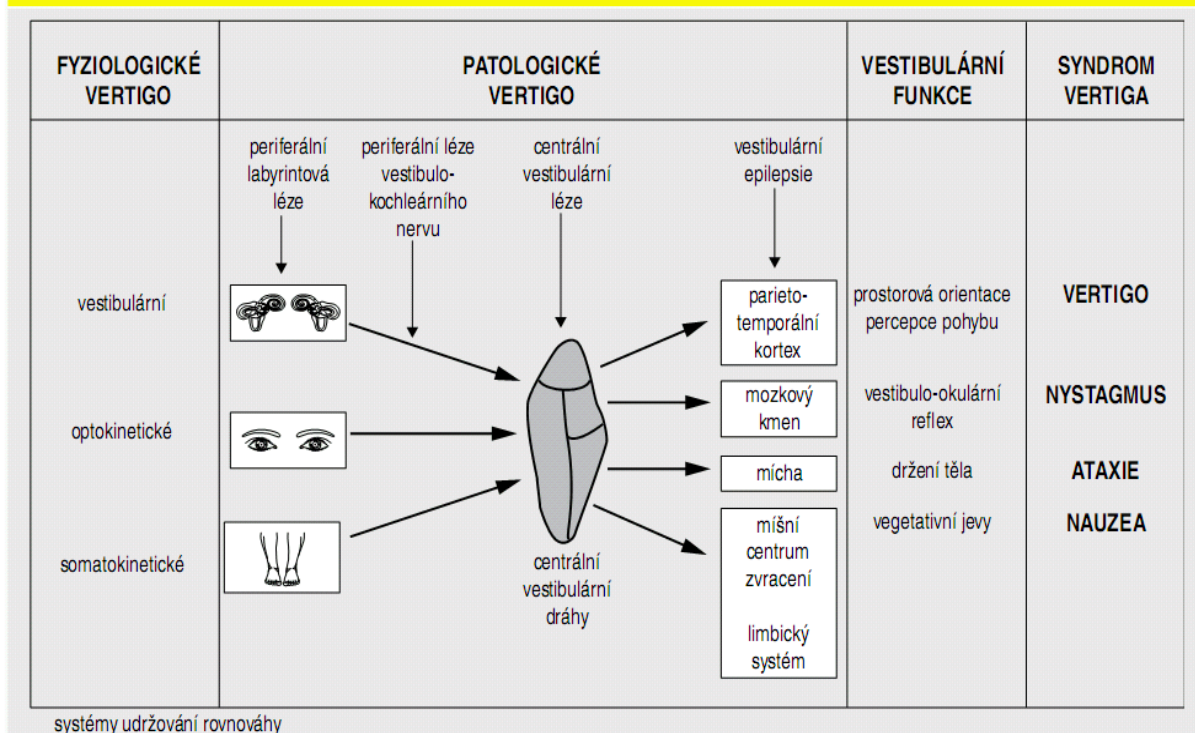 FYZIOLOGICKÉ
VERTIGO
PATOLOGICKÉ
VERTIGO
VESTIBULÁRNÍ
FUNKCE
SYNDROM
VERTIGA
periferální
labyrintová
léze
periferální léze
vestibulo-
kochleárního
nervu
centrální
vestibulární
léze
vestibulární
epilepsie
vestibulární
parieto-
temporální
kortex
prostorová orientace
percepce pohybu
VERTIGO
optokinetické
mozkový
kmen
vestibulo-okulární
reflex
NYSTAGMUS
mícha
držení těla
ATAXIE
somatokinetické
centrální
vestibulární
dráhy
míšní
centrum
zvracení
limbický
systém
vegetativní jevy
NAUZEA
systémy udržování rovnováhy